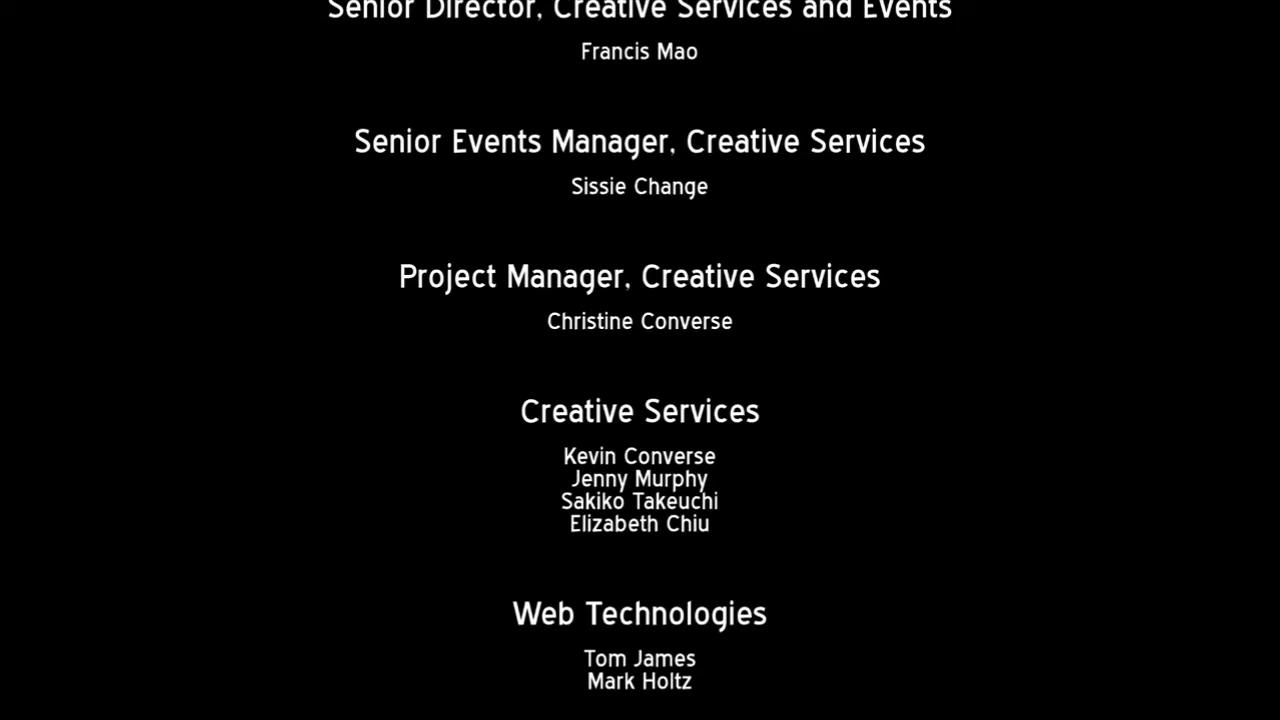 Senior Director, Creative Services and Events
Francis Mao
Senior Events Manager, Creative Services
Sissie Change
Project Manager, Creative Services
Christine Converse
Creative Services
Kevin Converse
Jenny Murphy
Sakiko Takeuchi
Elizabeth Chiu
Web Technologies
Tom James
Mark Holtz